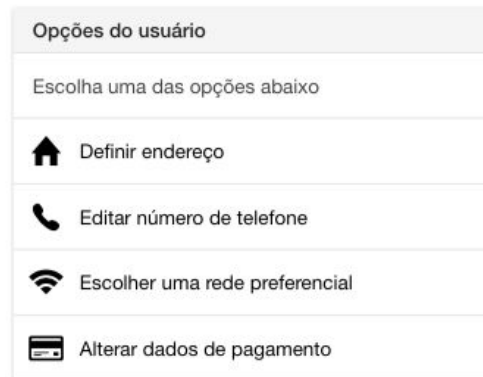 Opções do usuário
Escolha uma das opções abaixo
Definir endereço
Editar número de telefone
Escolher uma rede preferencial
Alterar dados de pagamento